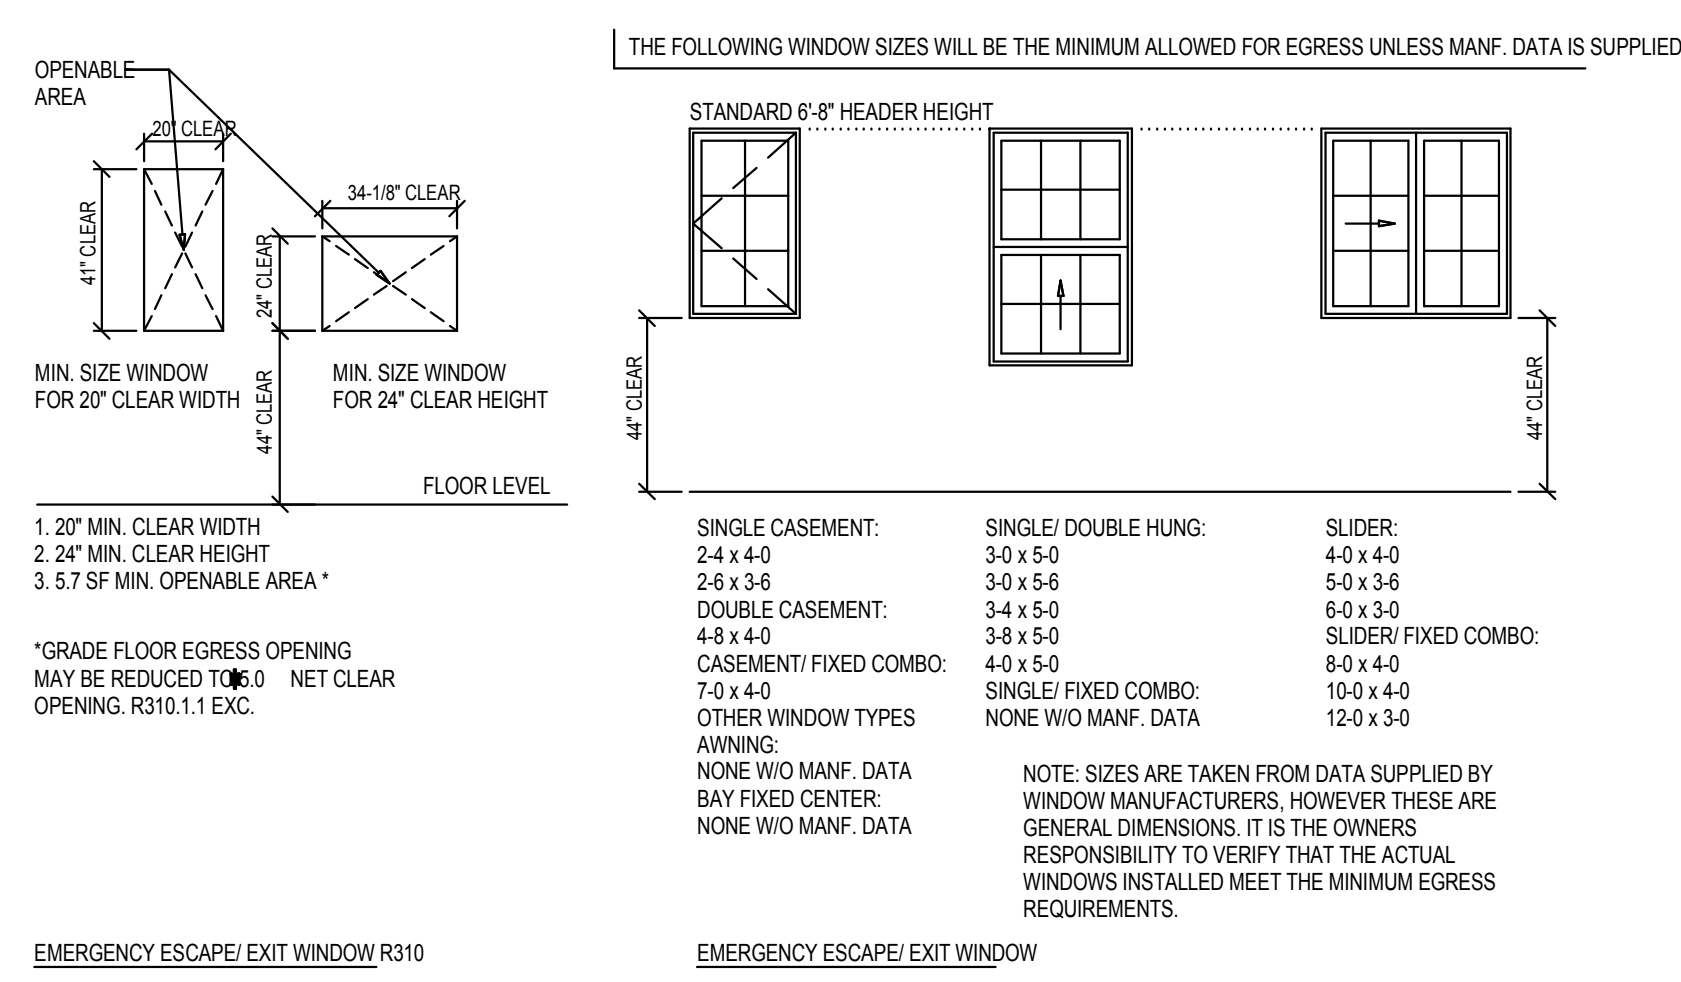 THE FOLLOWING WINDOW SIZES WILL BE THE MINIMUM ALLOWED FOR EGRESS UNLESS MANF. DATA IS SUPPLIED
OPENABLE
AREA
20" CLEAR
41" CLEAR
34-1/8" CLEAR
24" CLEAR
44" CLEAR
MIN. SIZE WINDOW
FOR 20" CLEAR WIDTH
MIN. SIZE WINDOW
FOR 24" CLEAR HEIGHT
FLOOR LEVEL
1. 20" MIN. CLEAR WIDTH
2. 24" MIN. CLEAR HEIGHT
3. 5.7 SF MIN. OPENABLE AREA *
*GRADE FLOOR EGRESS OPENING
MAY BE REDUCED TO 5.0 NET CLEAR
OPENING. R310.1.1 EXC.
EMERGENCY ESCAPE/ EXIT WINDOW R310
STANDARD 6'-8" HEADER HEIGHT
44" CLEAR
44" CLEAR
SINGLE CASEMENT:
2-4 x 4-0
2-6 x 3-6
DOUBLE CASEMENT:
4-8 x 4-0
CASEMENT/ FIXED COMBO:
7-0 x 4-0
OTHER WINDOW TYPES
AWNING:
NONE W/O MANF. DATA
BAY FIXED CENTER:
NONE W/O MANF. DATA
SINGLE/ DOUBLE HUNG:
3-0 x 5-0
3-0 x 5-6
3-4 x 5-0
3-8 x 5-0
4-0 x 5-0
SINGLE/ FIXED COMBO:
NONE W/O MANF. DATA
SLIDER:
4-0 x 4-0
5-0 x 3-6
6-0 x 3-0
SLIDER/ FIXED COMBO:
8-0 x 4-0
10-0 x 4-0
12-0 x 3-0
NOTE: SIZES ARE TAKEN FROM DATA SUPPLIED BY
WINDOW MANUFACTURERS, HOWEVER THESE ARE
GENERAL DIMENSIONS. IT IS THE OWNERS
RESPONSIBILITY TO VERIFY THAT THE ACTUAL
WINDOWS INSTALLED MEET THE MINIMUM EGRESS
REQUIREMENTS.
EMERGENCY ESCAPE/ EXIT WINDOW